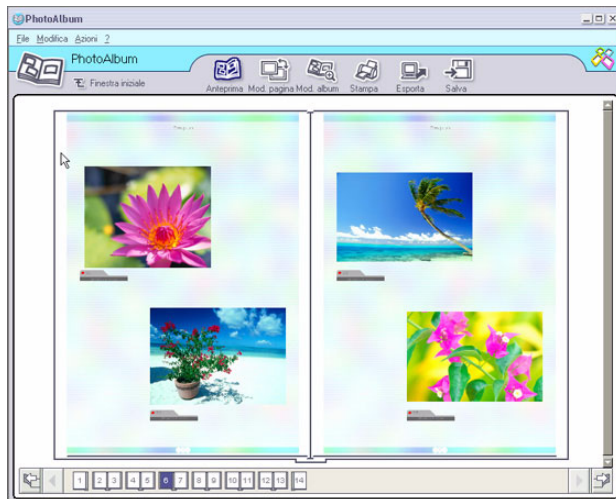 PhotoAlbum
File Modifica Azioni ?
PhotoAlbum
Finestra iniziale
Anteprima Mod. pagina Mod. album Stampa Esporta Salva
1 2 3 4 5 6 7 8 9 10 11 12 13 14